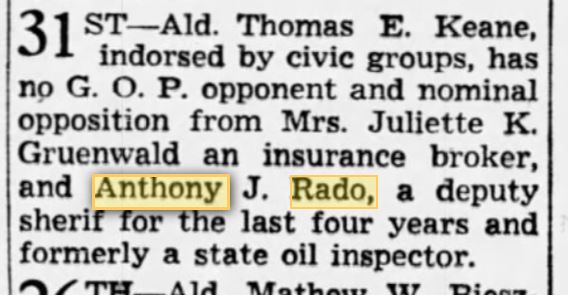 31 ST—Ald. Thomas E. Keane,
indorsed by civic groups, has
no G. O. P. opponent and nominal
opposition from Mrs. Juliette K.
Gruenwald an insurance broker,
and Anthony J. Rado, a deputy
sherif for the last four years and
formerly a state oil inspector.
TH—Ald. Mathew W. Biesz